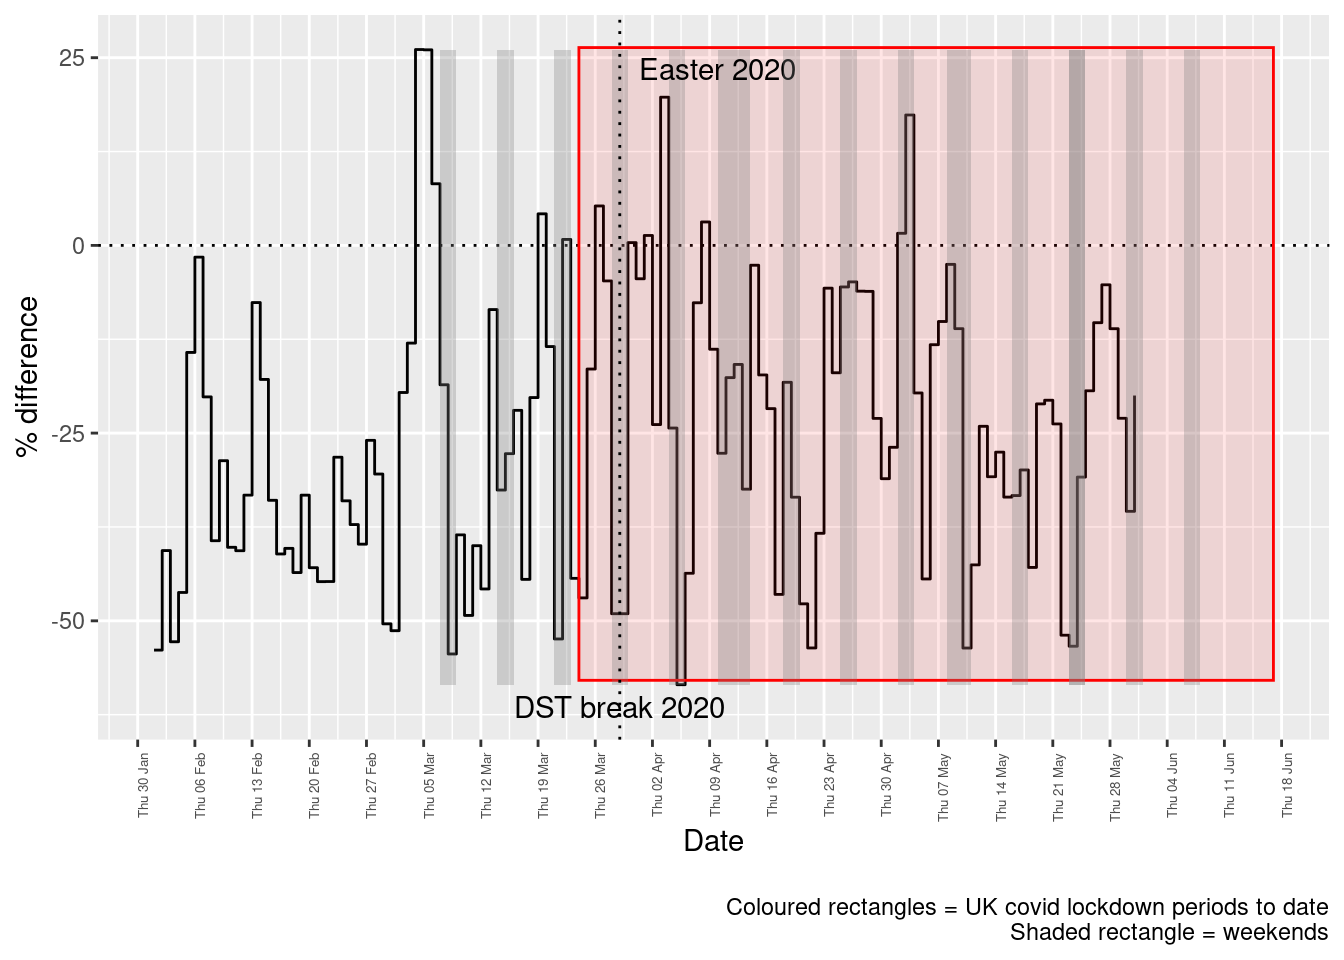 25
0
-25
-50
% difference
Easter 2020
DST break 2020
Thu 30 Jan
Thu 06 Feb
Thu 13 Feb
Thu 20 Feb
Thu 27 Feb
Thu 05 Mar
Thu 12 Mar
Thu 19 Mar
Thu 26 Mar
Thu 02 Apr
Thu 09 Apr
Thu 16 Apr
Thu 23 Apr
Thu 30 Apr
Thu 07 May
Thu 14 May
Thu 21 May
Thu 28 May
Thu 04 Jun
Thu 11 Jun
Thu 18 Jun
Date
Coloured rectangles = UK covid lockdown periods to date
Shaded rectangle = weekends